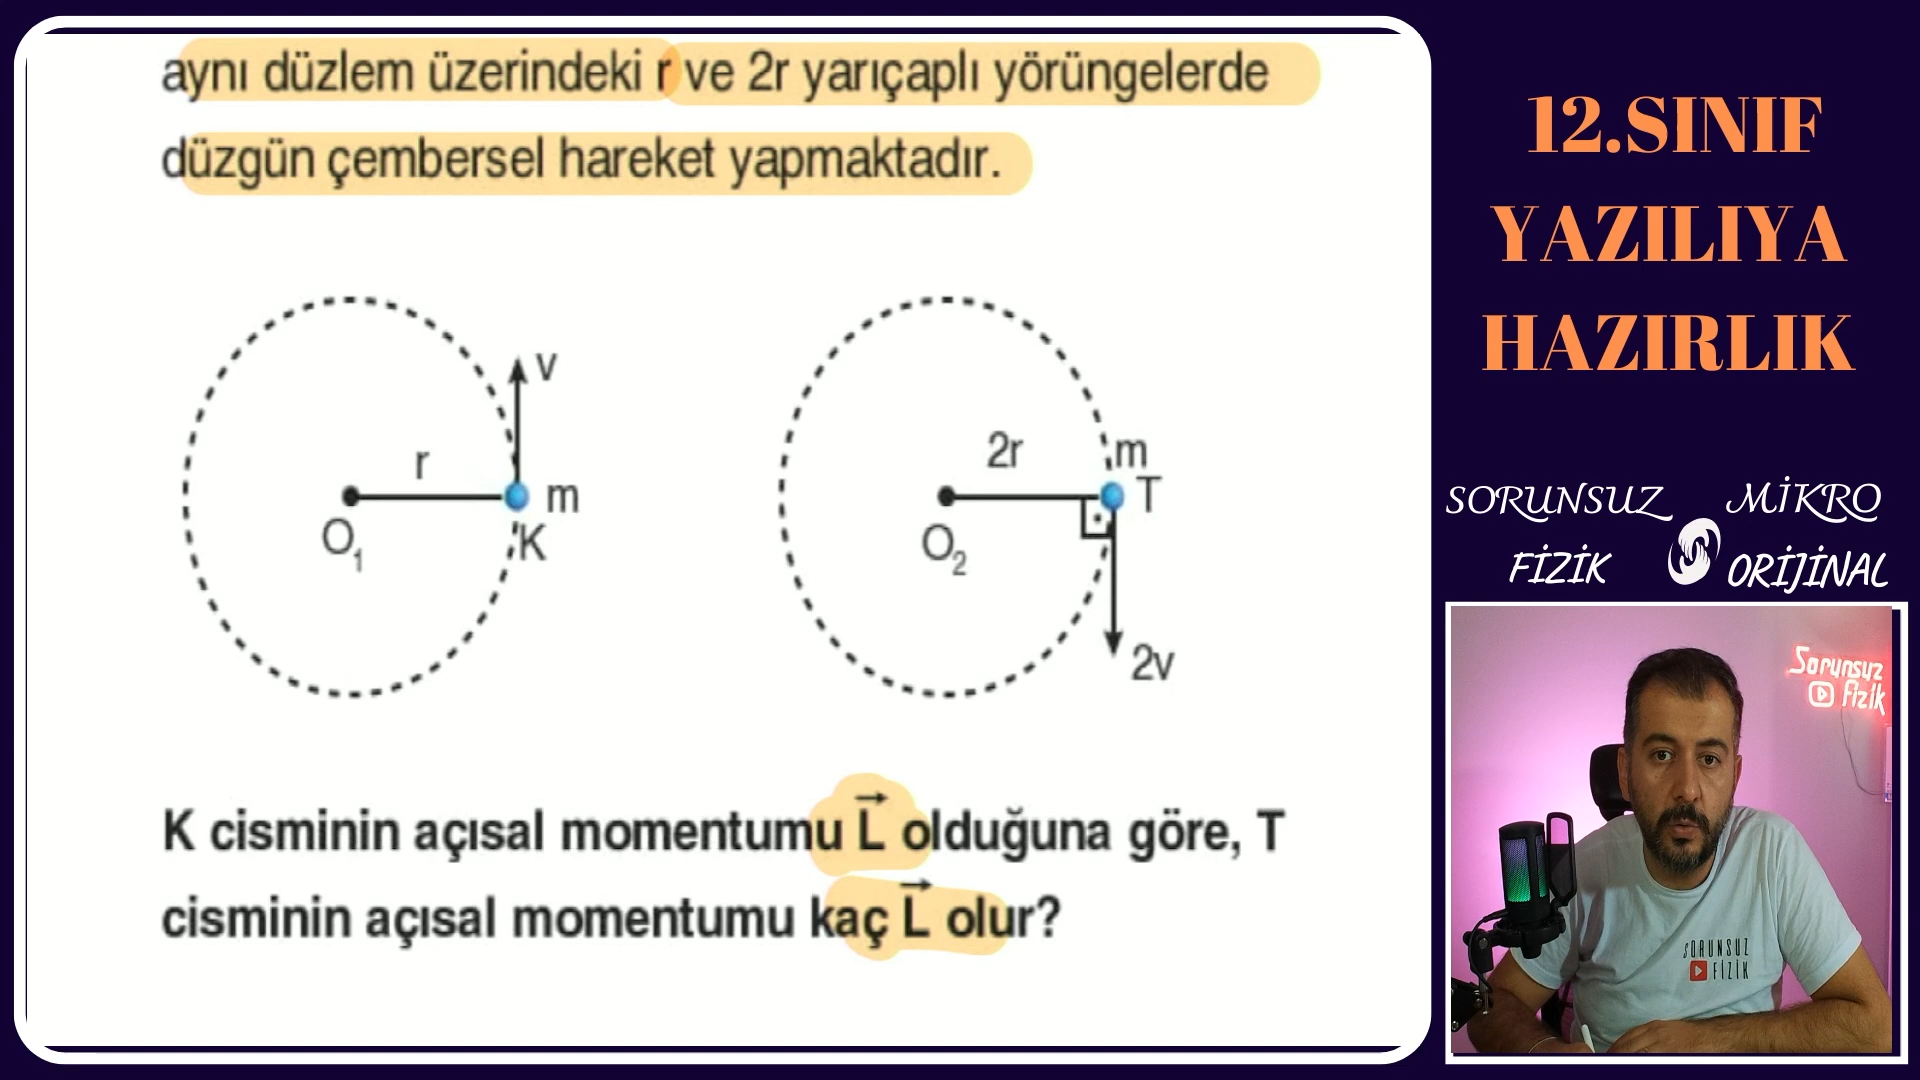 aynı düzlem üzerindeki r ve 2r yarıçaplı yörüngelerde
düzgün çembersel hareket yapmaktadır.
v
r
m
O₁
K
2r
m
T
O₂
2v
K cisminin açısal momentumu L⃗ olduğuna göre, T
cisminin açısal momentumu kaç L⃗ olur?
12.SINIF
YAZILIYA
HAZIRLIK
SORUNSUZ
FİZİK
MİKRO
ORİJİNAL
Sorunsuz
Fizik
SORUNSUZ
FİZİK